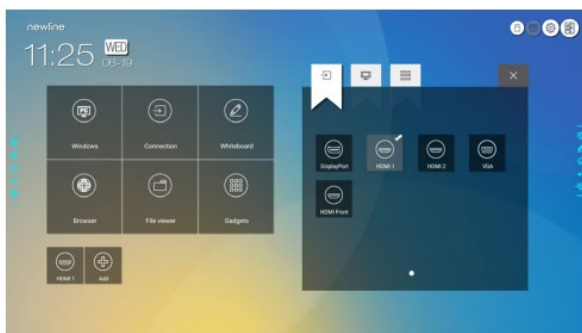 newline
11:25 WED
08-19
PC
Windows
Connection
Whiteboard
Browser
File viewer
Gadgets
HDMI 1
Add
DisplayPort
HDMI 1
HDMI 2
VGA
HDMI Front